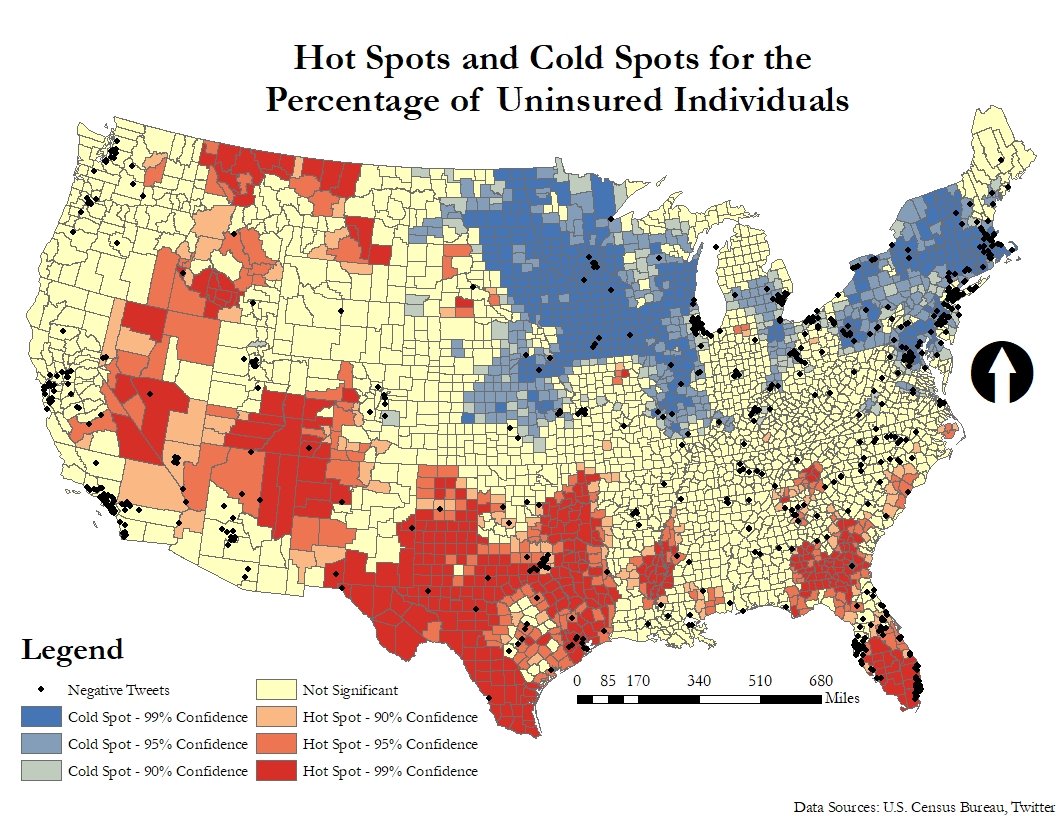 Hot Spots and Cold Spots for the
Percentage of Uninsured Individuals
Legend
Negative Tweets
Cold Spot - 99% Confidence
Cold Spot - 95% Confidence
Cold Spot - 90% Confidence
Not Significant
Hot Spot - 90% Confidence
Hot Spot - 95% Confidence
Hot Spot - 99% Confidence
0 85 170 340 510 680
Miles
Data Sources: U.S. Census Bureau, Twitter